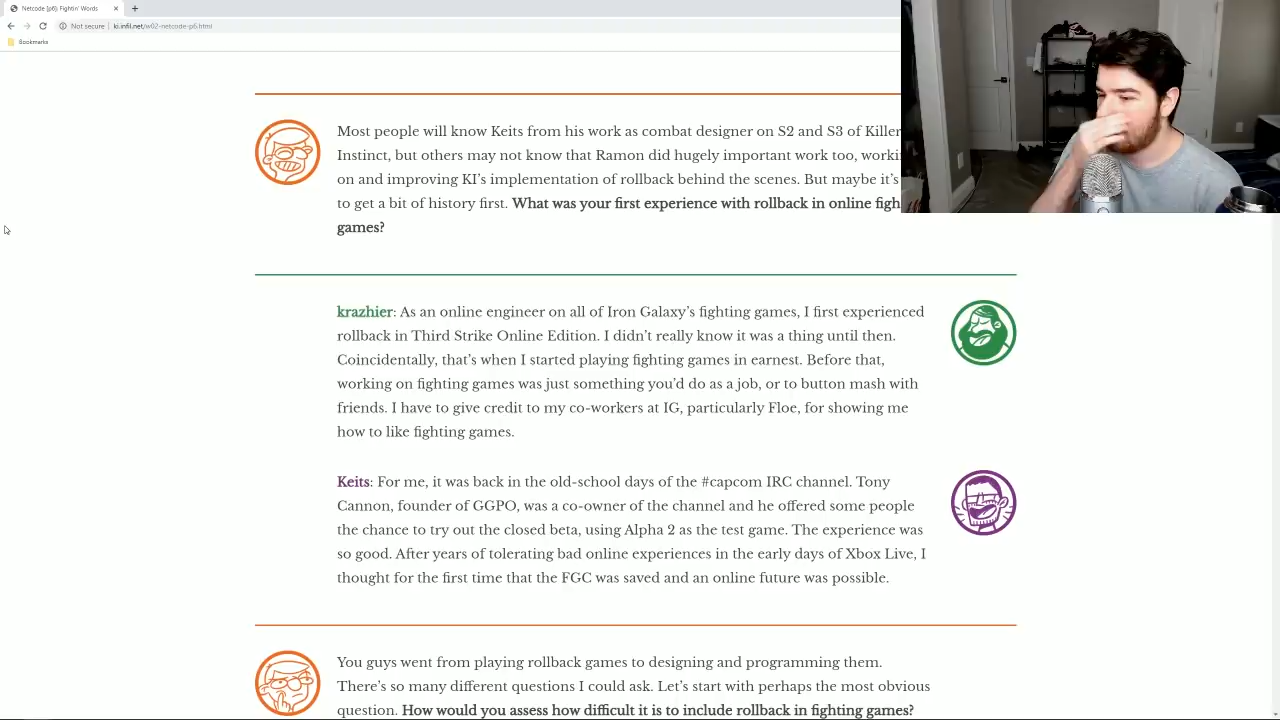 Netcode [p6]: Fightin' Words
Not secure | ki.infil.net/w02-netcode-p6.html
Bookmarks
Most people will know Keits from his work as combat designer on S2 and S3 of Killer
Instinct, but others may not know that Ramon did hugely important work too,
on and improving KI's implementation of rollback behind the scenes. But maybe it's
to get a bit of history first. What was your first experience with rollback in online
games?
krazhier: As an online engineer on all of Iron Galaxy's fighting games, I first experienced
rollback in Third Strike Online Edition. I didn't really know it was a thing until then.
Coincidentally, that's when I started playing fighting games in earnest. Before that,
working on fighting games was just something you'd do as a job, or to button mash with
friends. I have to give credit to my co-workers at IG, particularly Floe, for showing me
how to like fighting games.
Keits: For me, it was back in the old-school days of the #capcom IRC channel. Tony
Cannon, founder of GGPO, was a co-owner of the channel and he offered some people
the chance to try out the closed beta, using Alpha 2 as the test game. The experience was
so good. After years of tolerating bad online experiences in the early days of Xbox Live, I
thought for the first time that the FGC was saved and an online future was possible.
You guys went from playing rollback games to designing and programming them.
There's so many different questions I could ask. Let's start with perhaps the most obvious
question. How would you assess how difficult it is to include rollback in fighting games?